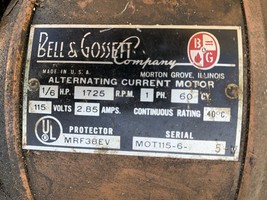 BELL & GOSSETT
Company
B G
MADE IN U.S.A. MORTON GROVE, ILLINOIS
ALTERNATING CURRENT MOTOR
1/6 H.P. 1725 R.P.M. 1 PH 60 CY.
115 VOLTS 2.85 AMPS. CONTINUOUS RATING 40°C
UL PROTECTOR SERIAL
MRF38EV MOT115-6- 5